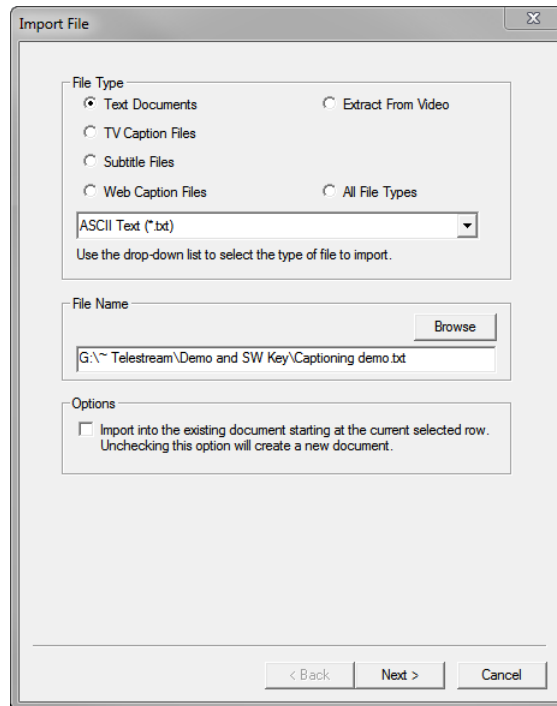 Import File
File Type
Text Documents
Extract From Video
TV Caption Files
Subtitle Files
Web Caption Files
All File Types
ASCII Text (*.txt)
Use the drop-down list to select the type of file to import.
File Name
Browse
G:\~ Telestream\Demo and SW Key\Captioning demo.txt
Options
Import into the existing document starting at the current selected row.
Unchecking this option will create a new document.
< Back
Next >
Cancel